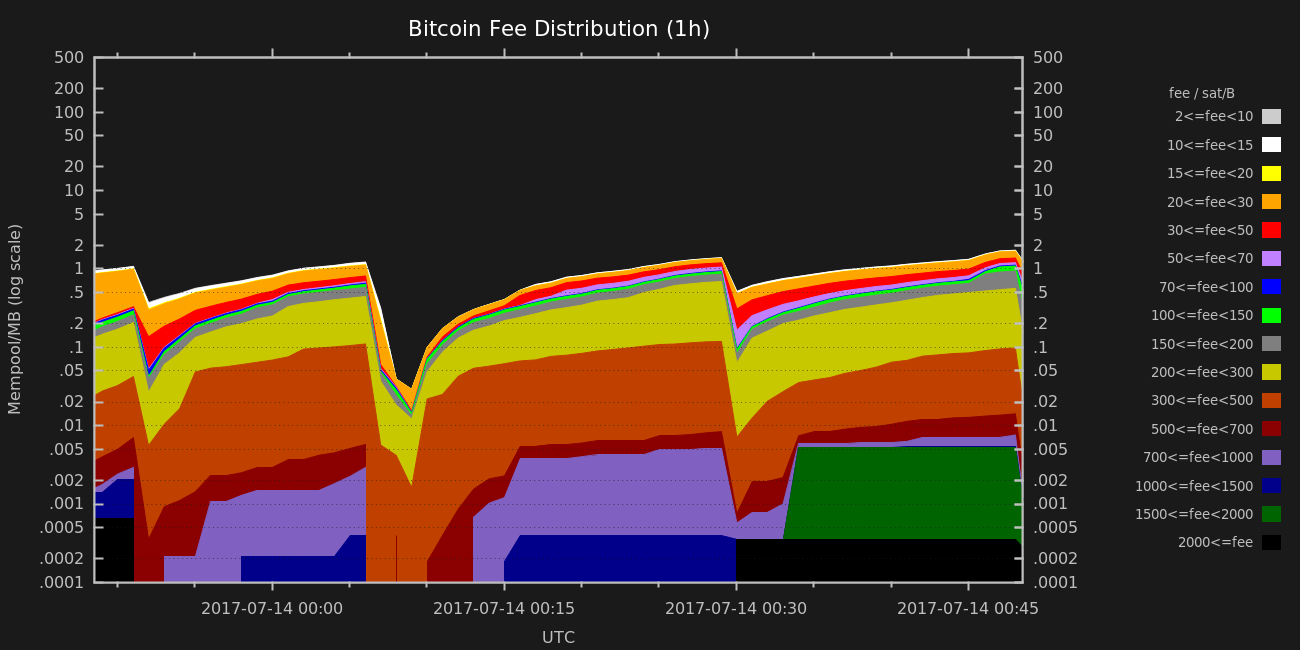 Bitcoin Fee Distribution (1h)
500 500
200 200
100 100
50 50
20 20
10 10
5 5
2 2
1 1
.5 .5
.2 .2
.1 .1
.05 .05
.02 .02
.01 .01
.005 .005
.002 .002
.001 .001
.0005 .0005
.0002 .0002
.0001 .0001
Mempool/MB (log scale)
2017-07-14 00:00 2017-07-14 00:15 2017-07-14 00:30 2017-07-14 00:45
UTC
fee / sat/B
2<=fee<10
10<=fee<15
15<=fee<20
20<=fee<30
30<=fee<50
50<=fee<70
70<=fee<100
100<=fee<150
150<=fee<200
200<=fee<300
300<=fee<500
500<=fee<700
700<=fee<1000
1000<=fee<1500
1500<=fee<2000
2000<=fee